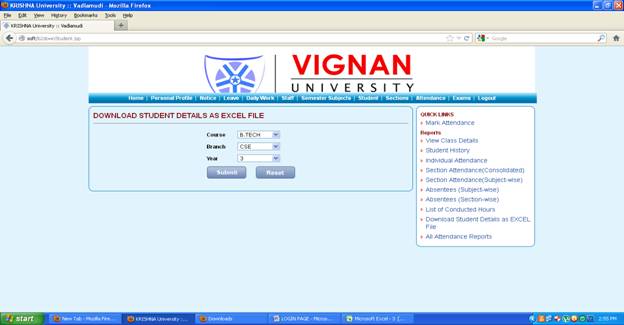 KRISHNA University :: Vadlamudi - Mozilla Firefox
File Edit View History Bookmarks Tools Help
KRISHNA University :: Vadlamudi
Google
VIGNAN
UNIVERSITY
Home | Personal Profile | Notice | Leave | Daily Work | Staff | Semester Subjects | Student | Sections | Attendance | Exams | Logout
DOWNLOAD STUDENT DETAILS AS EXCEL FILE
Course B.TECH
Branch CSE
Year 3
Submit Reset
QUICK LINKS
Mark Attendance
Reports
View Class Details
Student History
Individual Attendance
Section Attendance(Consolidated)
Section Attendance(Subject-wise)
Absentees (Subject-wise)
Absentees (Section-wise)
List of Conducted Hours
Download Student Details as EXCEL
File
All Attendance Reports
start New Tab - Mozilla Fire... KRISHNA University :... Downloads LOGIN PAGE - Micros... Microsoft Excel - 3 [... 2:55 PM